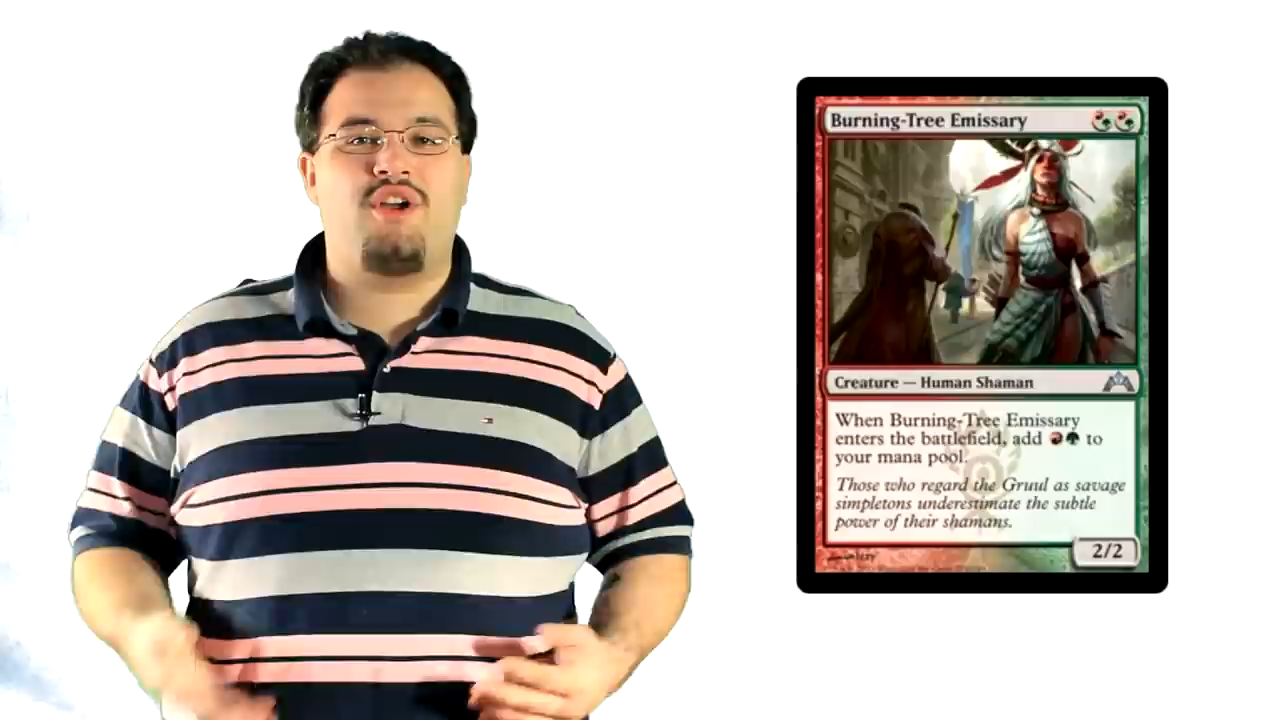 Burning-Tree Emissary
Creature — Human Shaman
When Burning-Tree Emissary
enters the battlefield, add to
your mana pool.
Those who regard the Gruul as savage
simpletons underestimate the subtle
power of their shamans.
2/2